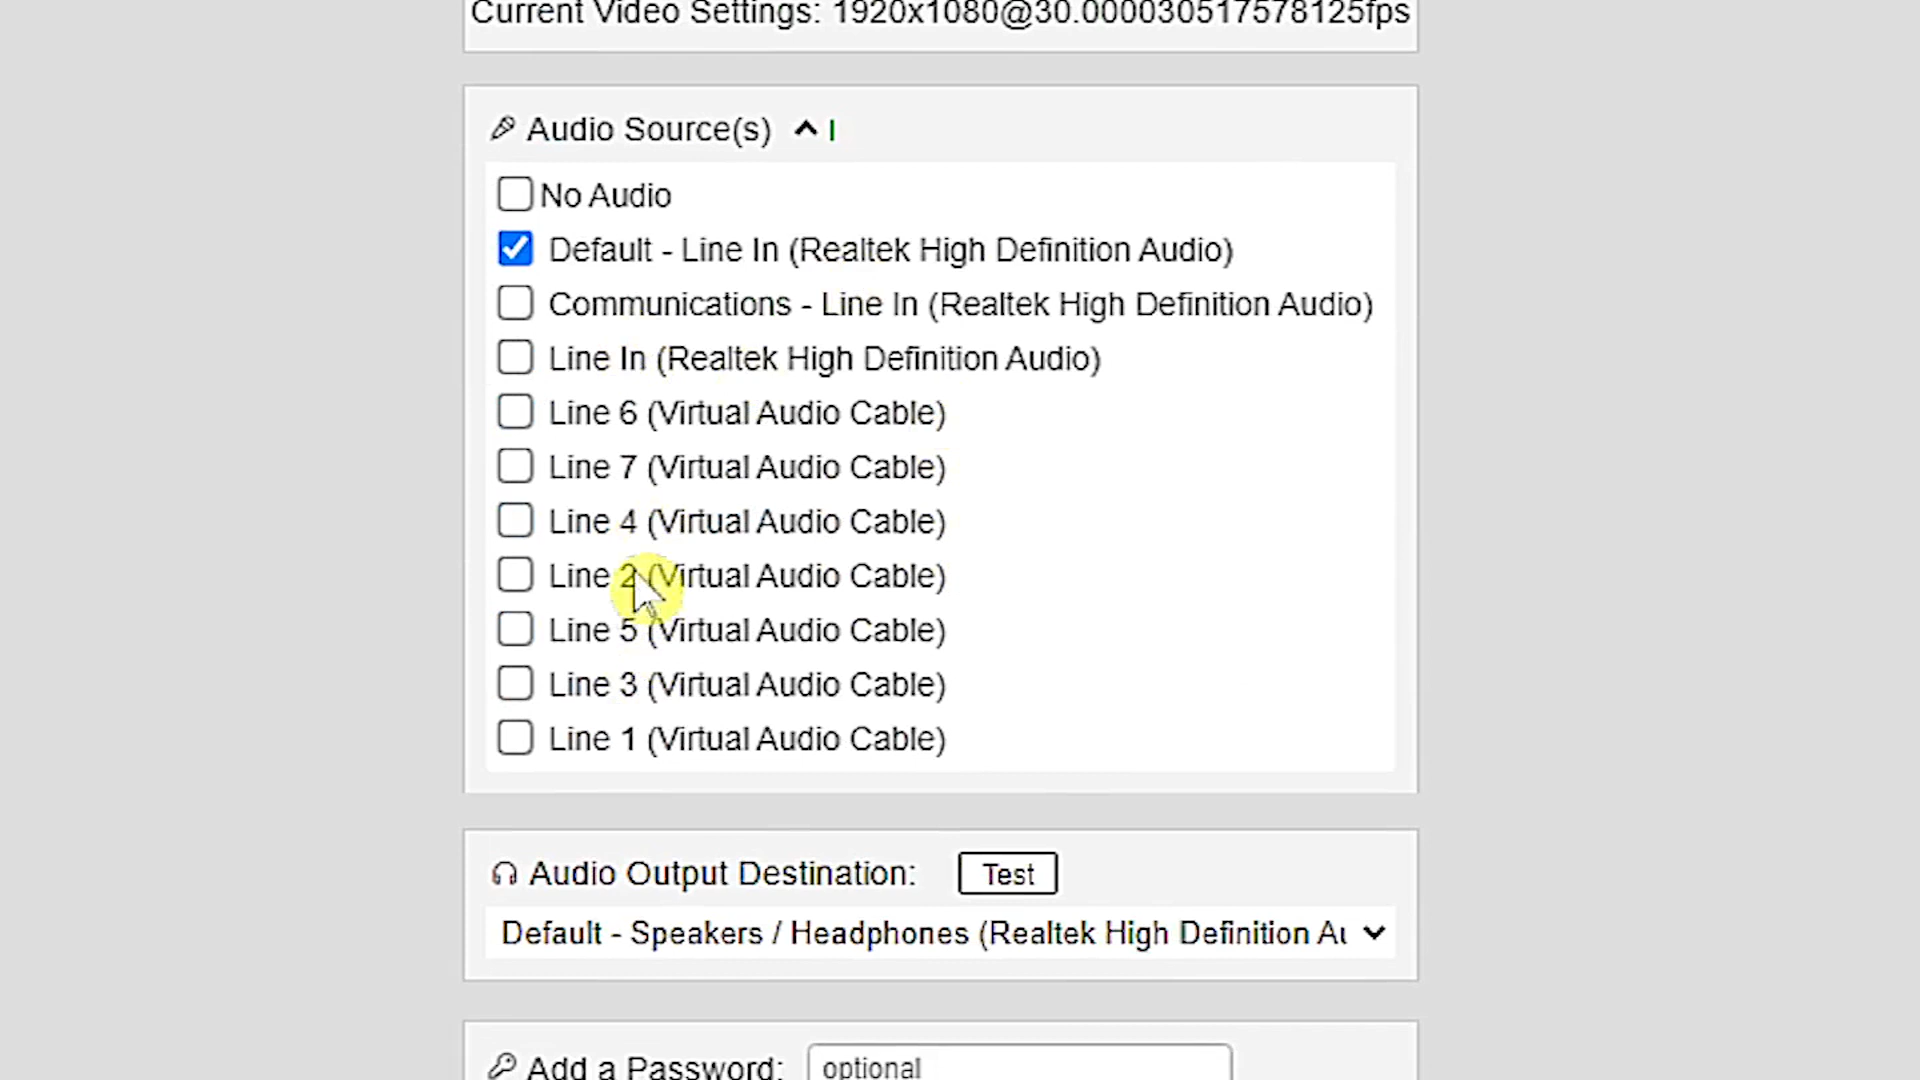 Current Video Settings: 1920x1080@30.000030517578125fps
Audio Source(s)
No Audio
Default - Line In (Realtek High Definition Audio)
Communications - Line In (Realtek High Definition Audio)
Line In (Realtek High Definition Audio)
Line 6 (Virtual Audio Cable)
Line 7 (Virtual Audio Cable)
Line 4 (Virtual Audio Cable)
Line 2 (Virtual Audio Cable)
Line 5 (Virtual Audio Cable)
Line 3 (Virtual Audio Cable)
Line 1 (Virtual Audio Cable)
Audio Output Destination: Test
Default - Speakers / Headphones (Realtek High Definition Au
Add a Password: optional